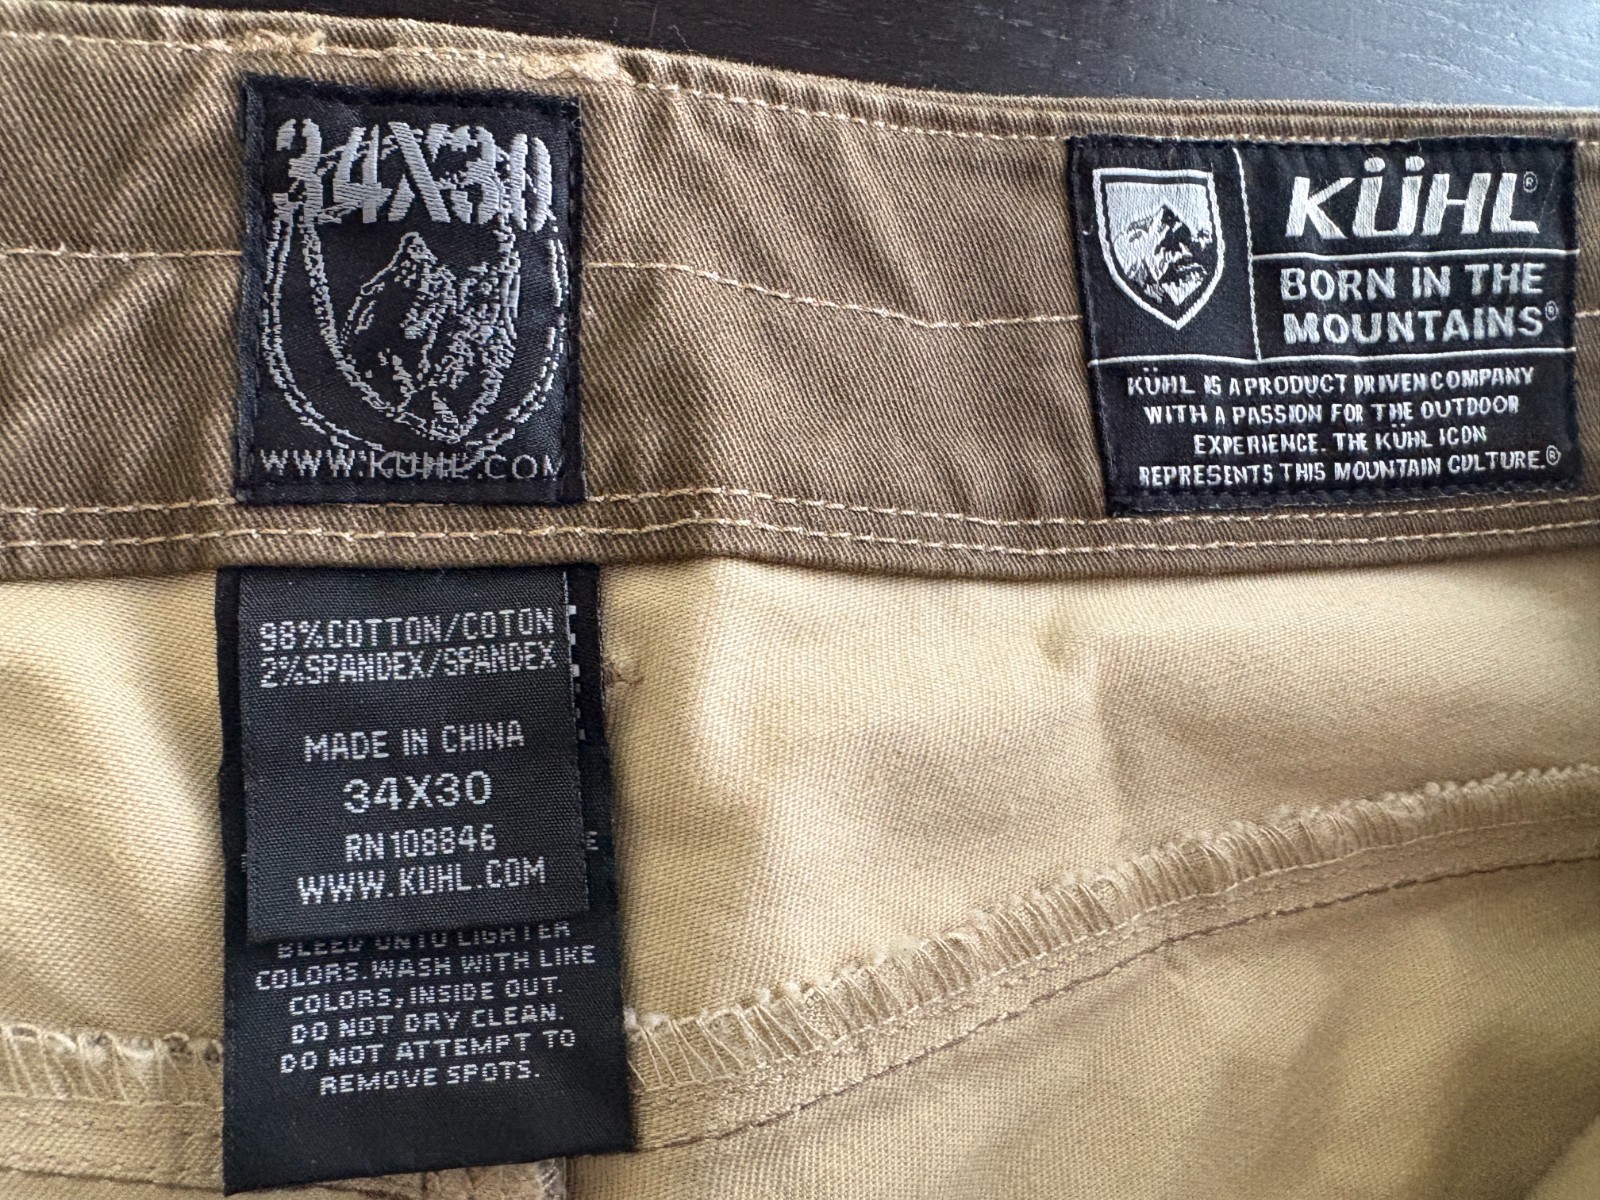 34X30
WWW.KUHL.COM
KÜHL®
BORN IN THE
MOUNTAINS®
KÜHL IS A PRODUCT DRIVEN COMPANY
WITH A PASSION FOR THE OUTDOOR
EXPERIENCE. THE KÜHL ICON
REPRESENTS THIS MOUNTAIN CULTURE.®
98%COTTON/COTON
2%SPANDEX/SPANDEX
MADE IN CHINA
34X30
RN108846
WWW.KUHL.COM
BLEED ONTO LIGHTER
COLORS. WASH WITH LIKE
COLORS, INSIDE OUT.
DO NOT DRY CLEAN.
DO NOT ATTEMPT TO
REMOVE SPOTS.